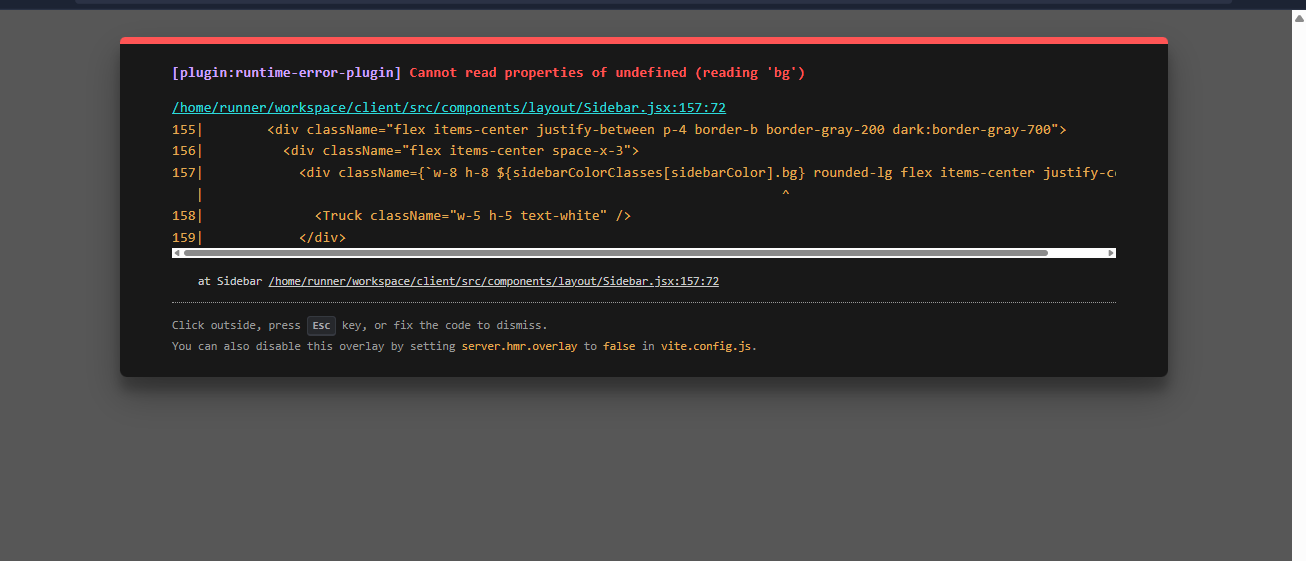 [plugin:runtime-error-plugin] Cannot read properties of undefined (reading 'bg')
/home/runner/workspace/client/src/components/layout/Sidebar.jsx:157:72
155|        <div className="flex items-center justify-between p-4 border-b border-gray-200 dark:border-gray-700">
156|          <div className="flex items-center space-x-3">
157|            <div className={`w-8 h-8 ${sidebarColorClasses[sidebarColor].bg} rounded-lg flex items-center justify-c
   |                                                                        ^
158|              <Truck className="w-5 h-5 text-white" />
159|            </div>
at Sidebar /home/runner/workspace/client/src/components/layout/Sidebar.jsx:157:72
Click outside, press Esc key, or fix the code to dismiss.
You can also disable this overlay by setting server.hmr.overlay to false in vite.config.js.